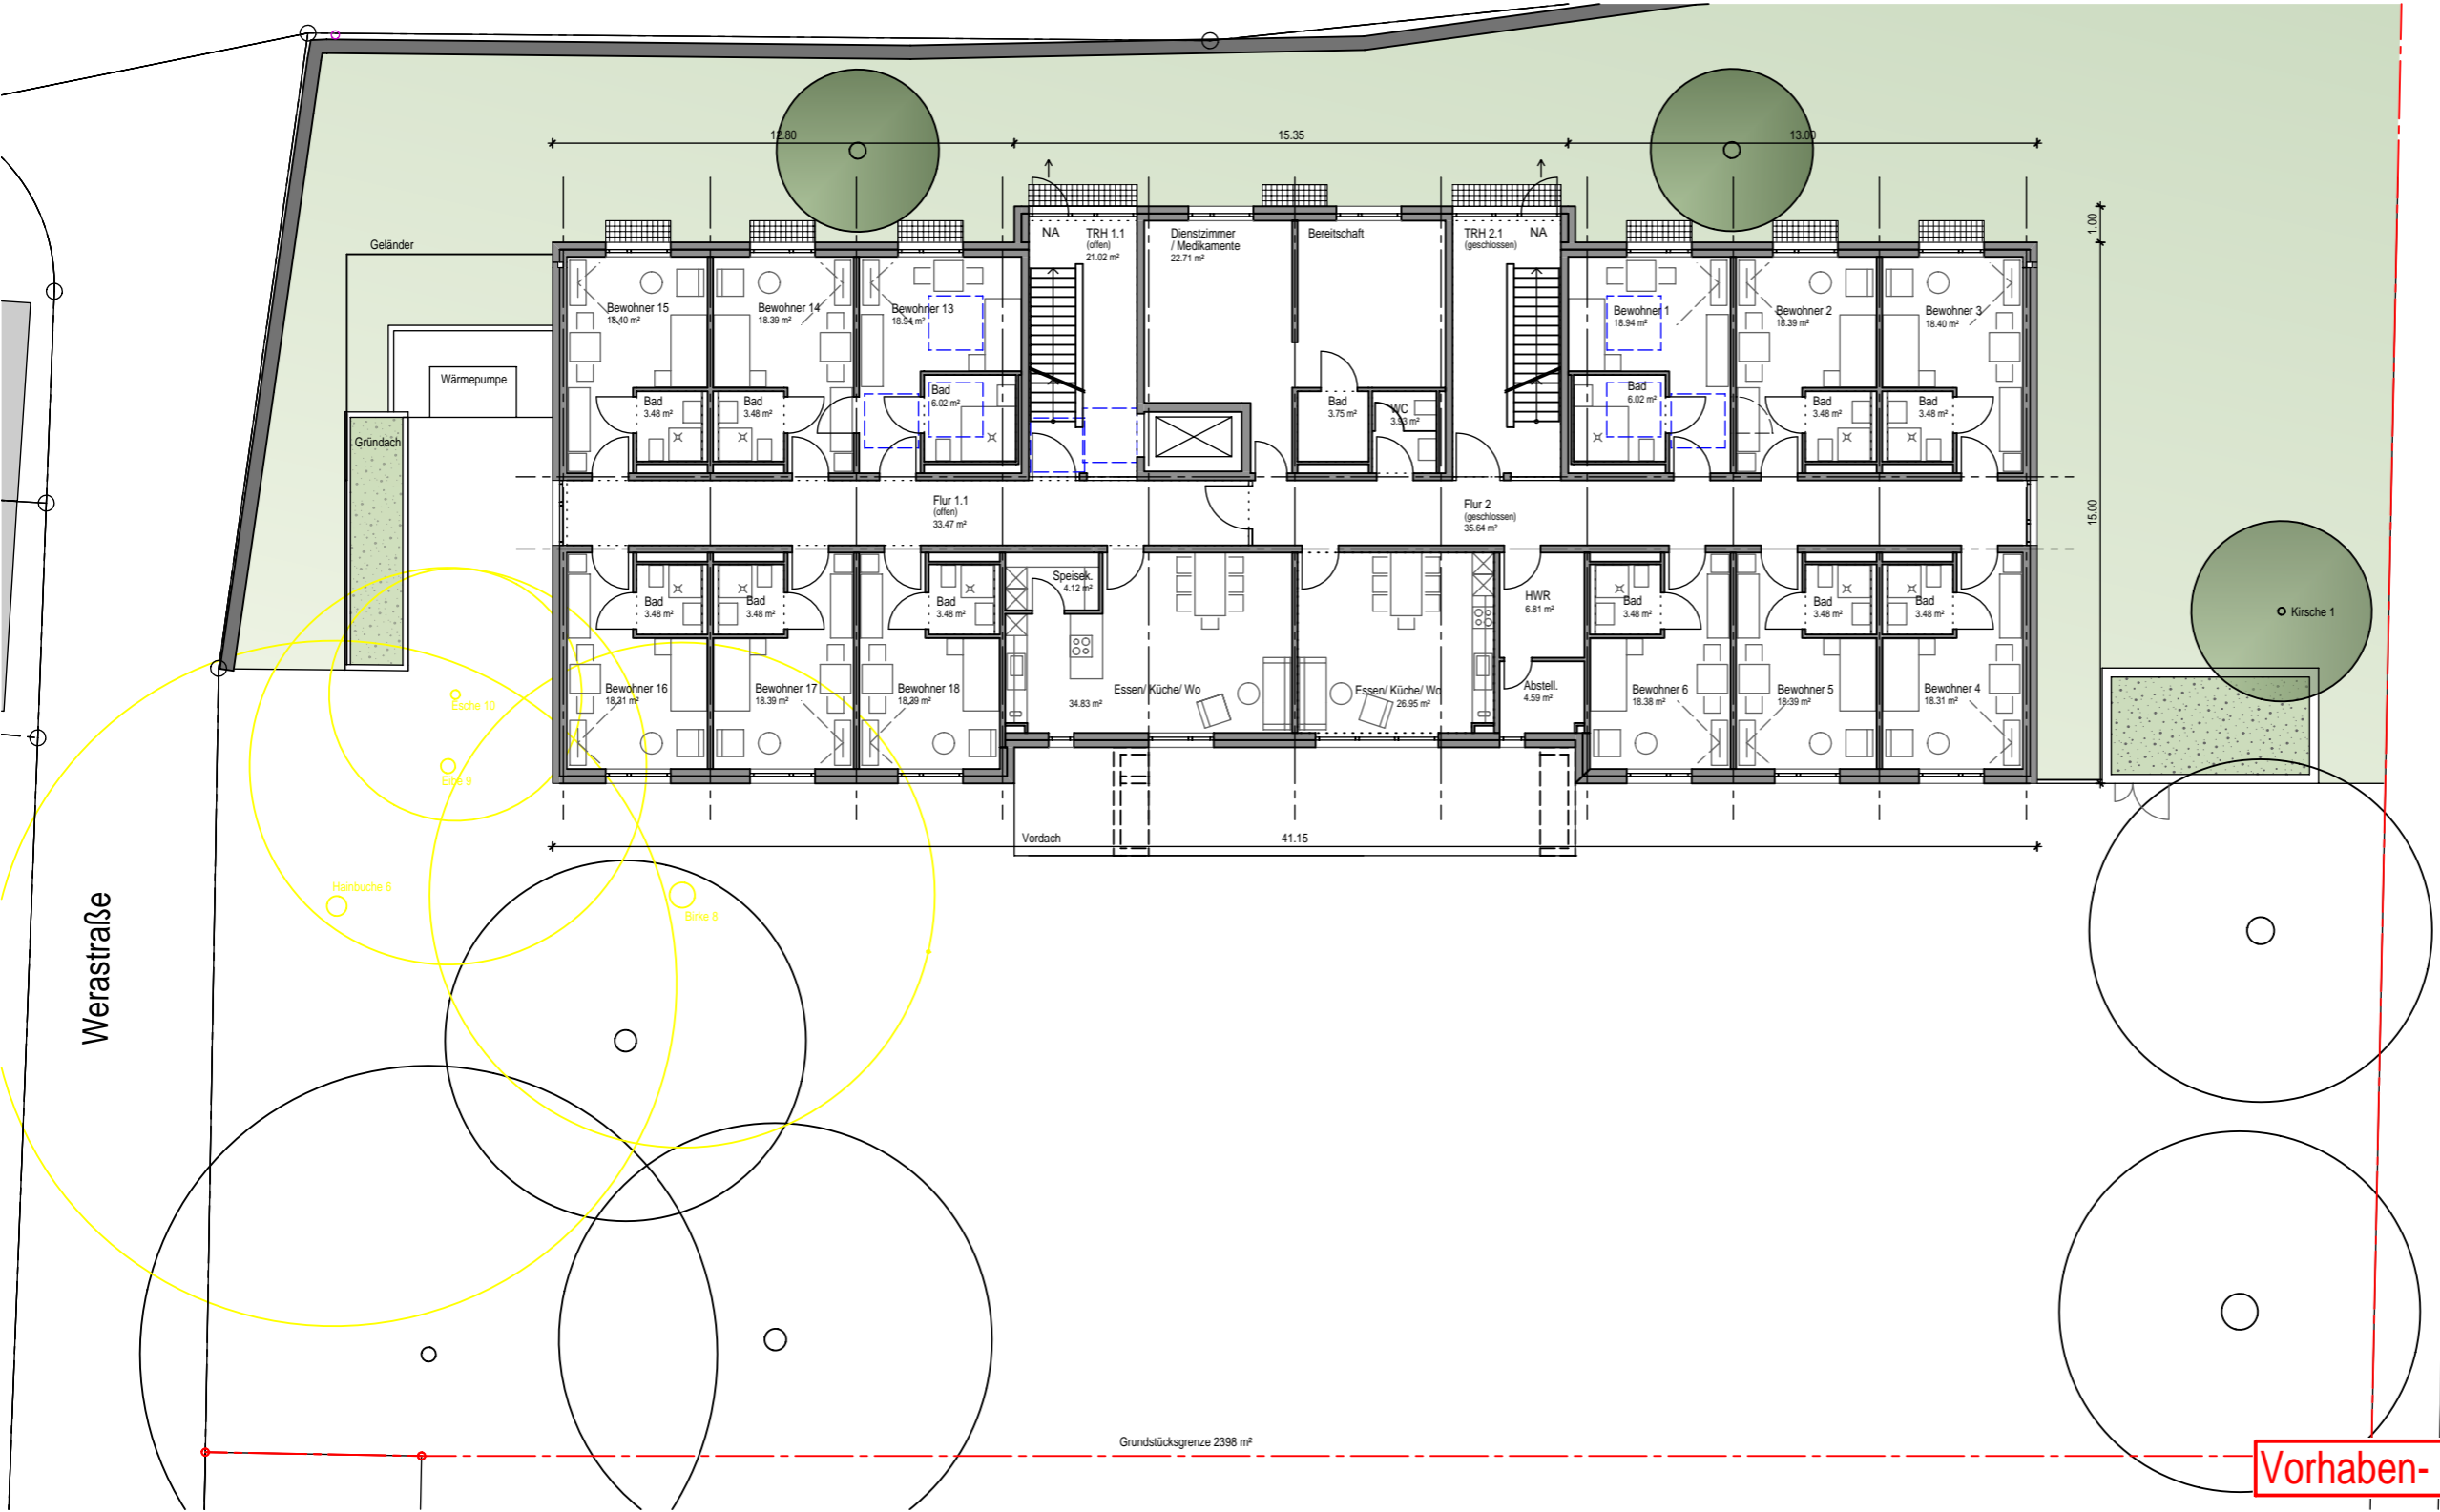 12.80
15.35
13.00
1.00
15.00
Geländer
NA
TRH 1.1
(offen)
21.02 m²
Dienstzimmer
/ Medikamente
22.71 m²
Bereitschaft
TRH 2.1
(geschlossen)
NA
Bewohner 15
18.40 m²
Bewohner 14
18.39 m²
Bewohner 13
18.94 m²
Bewohner 1
18.94 m²
Bewohner 2
18.39 m²
Bewohner 3
18.40 m²
Wärmepumpe
Gründach
Bad
3.48 m²
Bad
3.48 m²
Bad
6.02 m²
Bad
3.75 m²
WC
3.93 m²
Bad
6.02 m²
Bad
3.48 m²
Bad
3.48 m²
Flur 1.1
(offen)
33.47 m²
Flur 2
(geschlossen)
35.64 m²
Bad
3.48 m²
Bad
3.48 m²
Bad
3.48 m²
Speisek.
4.12 m²
HWR
6.81 m²
Bad
3.48 m²
Bad
3.48 m²
Bad
3.48 m²
Kirsche 1
Bewohner 16
18.31 m²
Bewohner 17
18.39 m²
Bewohner 18
18.39 m²
Essen/ Küche/ Wo
34.83 m²
Essen/ Küche/ Wo
26.95 m²
Abstell.
4.59 m²
Bewohner 6
18.38 m²
Bewohner 5
18.39 m²
Bewohner 4
18.31 m²
Esche 10
Eibe 9
Hainbuche 6
Birke 8
Vordach
41.15
Werastraße
Grundstücksgrenze 2398 m²
Vorhaben-